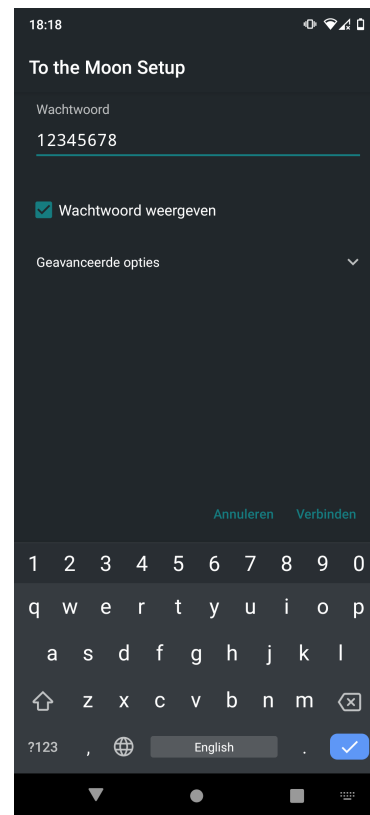 18:18
To the Moon Setup
Wachtwoord
12345678
Wachtwoord weergeven
Geavanceerde opties
Annuleren Verbinden
1 2 3 4 5 6 7 8 9 0
q w e r t y u i o p
a s d f g h j k l
z x c v b n m
?123 , English .